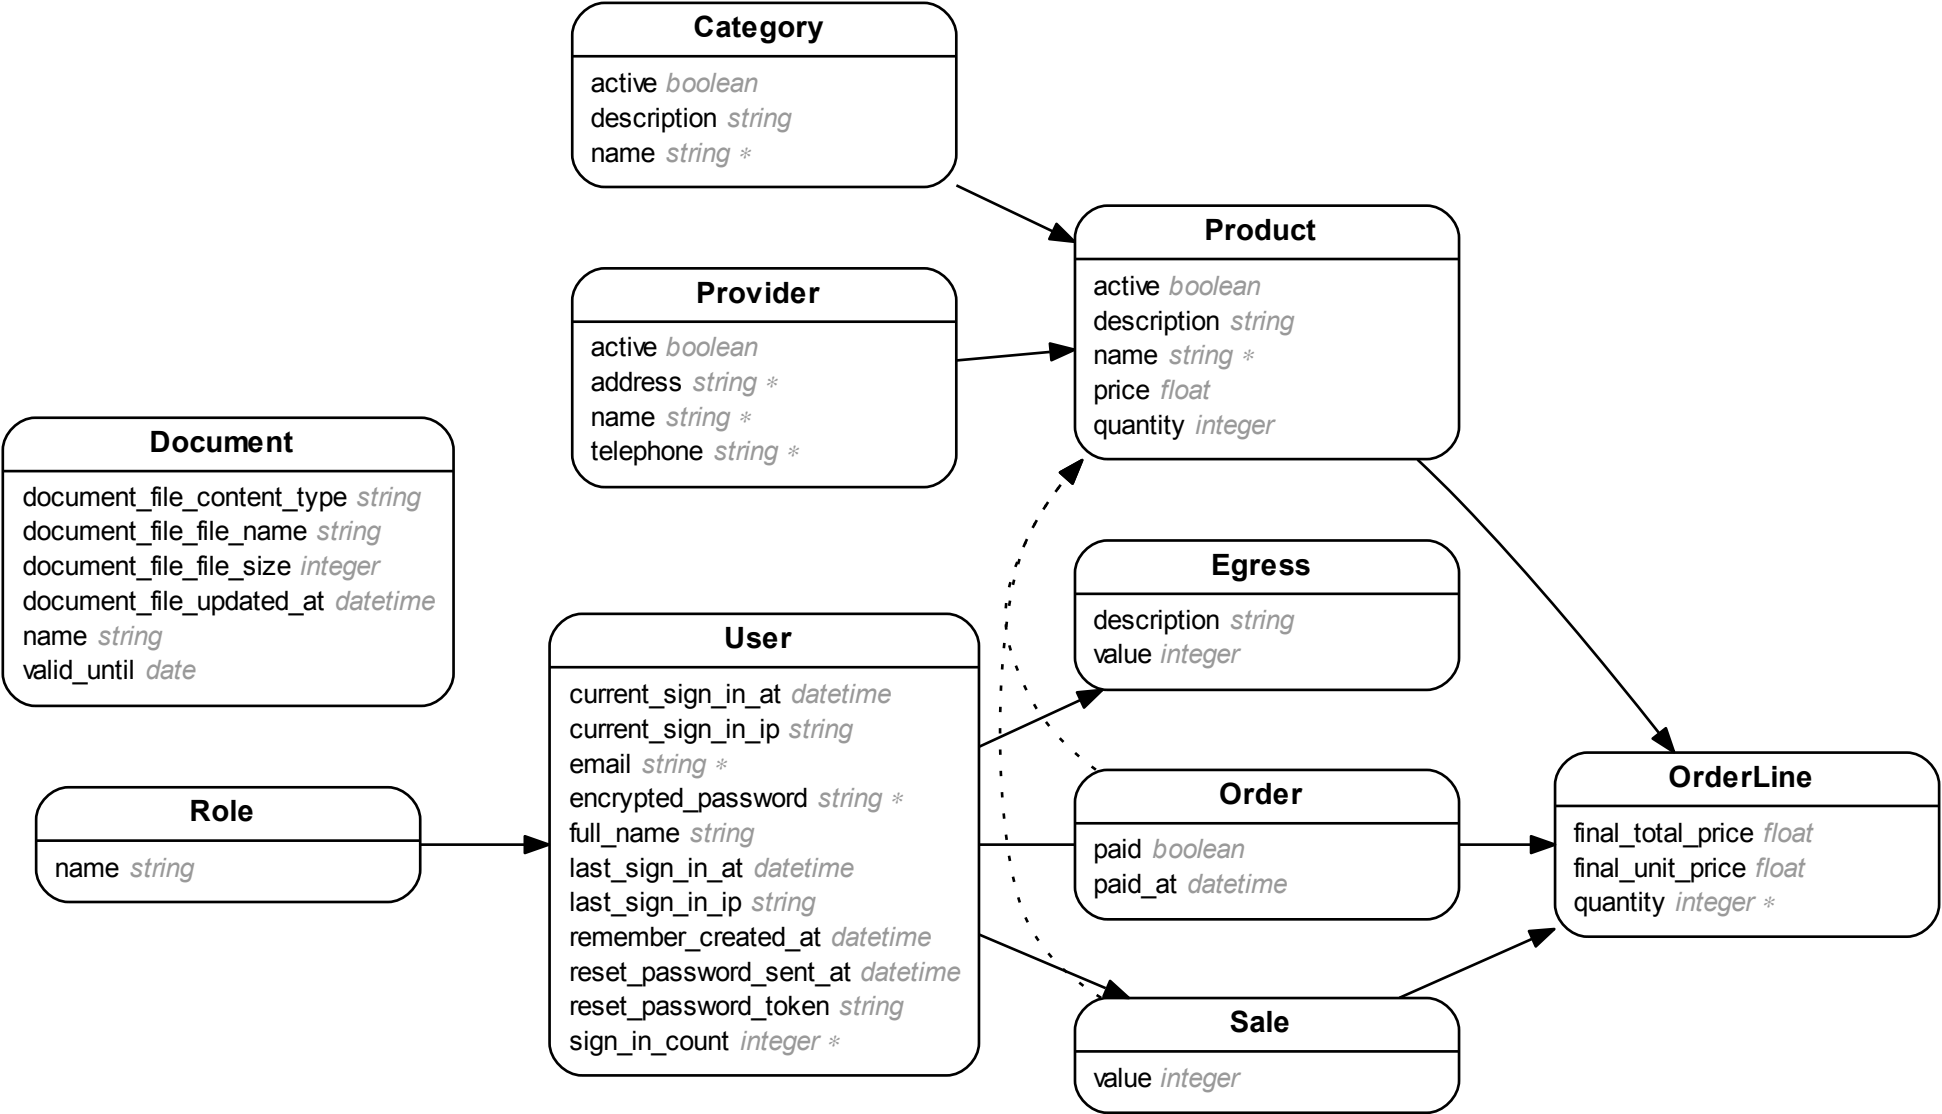 Category
active boolean
description string
name string *
Provider
active boolean
address string *
name string *
telephone string *
Product
active boolean
description string
name string *
price float
quantity integer
Document
document_file_content_type string
document_file_file_name string
document_file_file_size integer
document_file_updated_at datetime
name string
valid_until date
Role
name string
User
current_sign_in_at datetime
current_sign_in_ip string
email string *
encrypted_password string *
full_name string
last_sign_in_at datetime
last_sign_in_ip string
remember_created_at datetime
reset_password_sent_at datetime
reset_password_token string
sign_in_count integer *
Egress
description string
value integer
Order
paid boolean
paid_at datetime
Sale
value integer
OrderLine
final_total_price float
final_unit_price float
quantity integer *